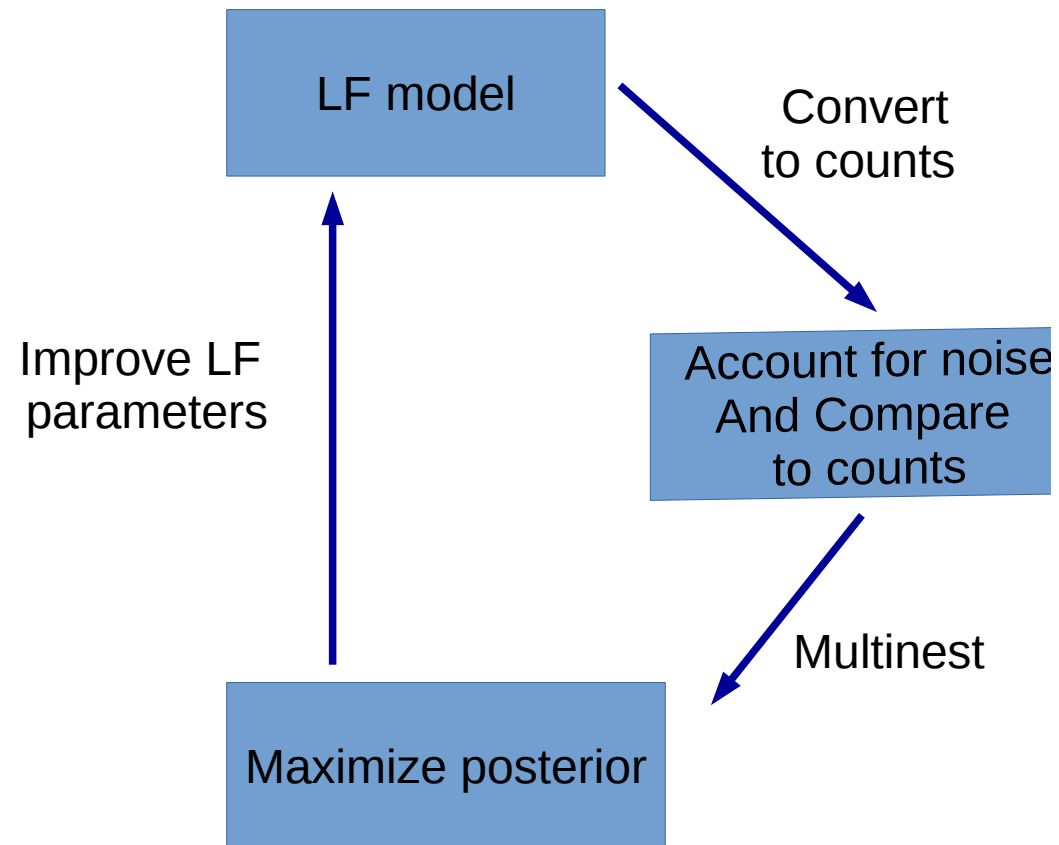 LF model
Convert
to counts
Account for noise
And Compare
to counts
Multinest
Maximize posterior
Improve LF
parameters